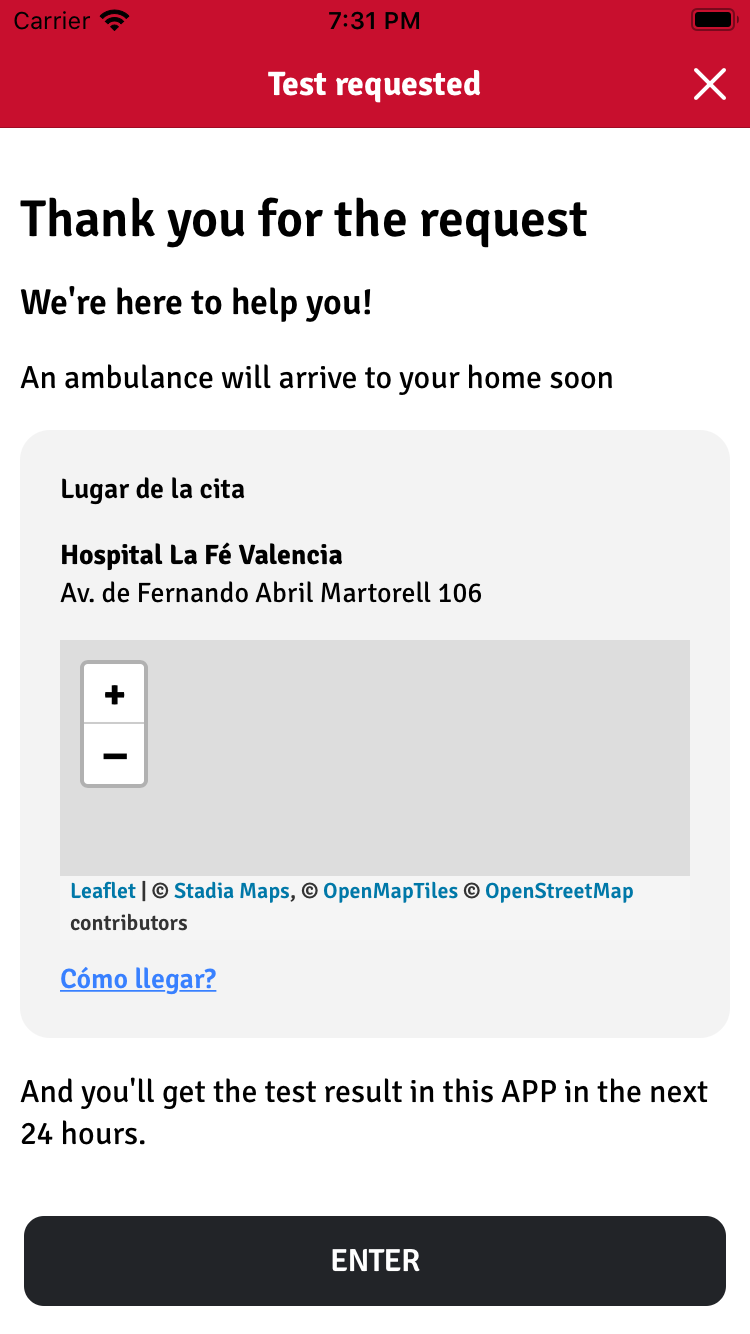 Carrier
7:31 PM
Test requested
Thank you for the request
We're here to help you!
An ambulance will arrive to your home soon
Lugar de la cita
Hospital La Fé Valencia
Av. de Fernando Abril Martorell 106
+
−
Leaflet | © Stadia Maps, © OpenMapTiles © OpenStreetMap
contributors
Cómo llegar?
And you'll get the test result in this APP in the next
24 hours.
ENTER